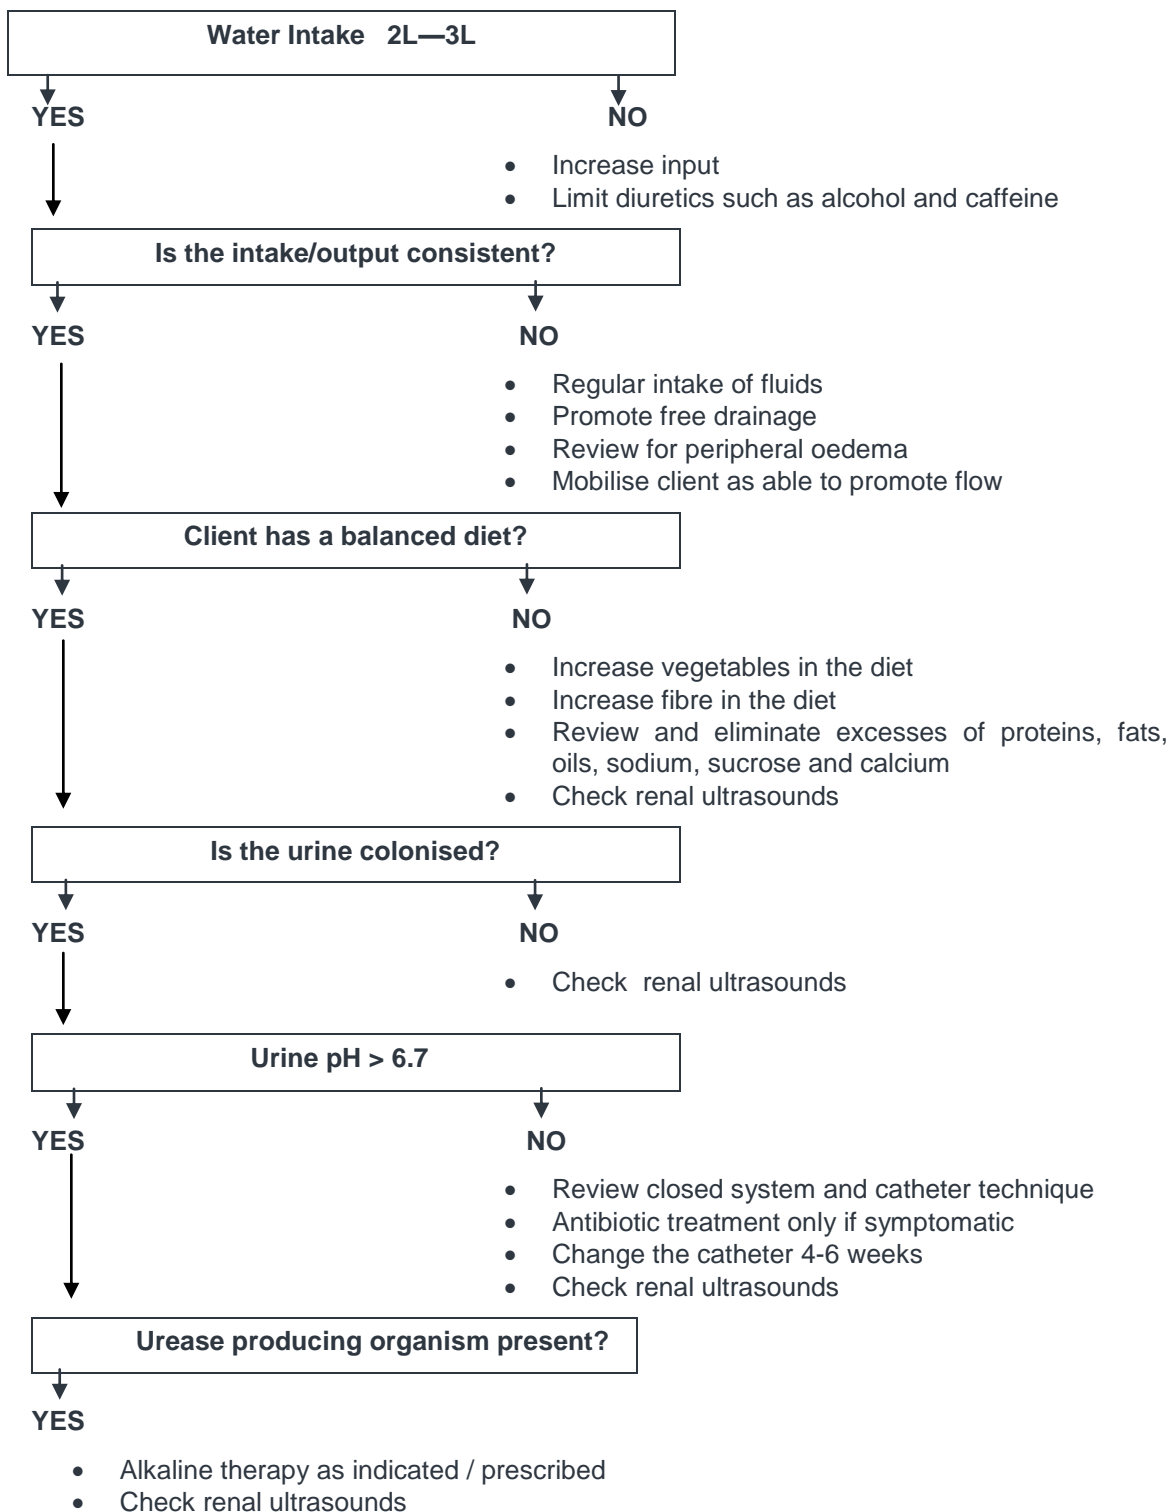 Water Intake 2L—3L
YES NO
• Increase input
• Limit diuretics such as alcohol and caffeine
Is the intake/output consistent?
YES NO
• Regular intake of fluids
• Promote free drainage
• Review for peripheral oedema
• Mobilise client as able to promote flow
Client has a balanced diet?
YES NO
• Increase vegetables in the diet
• Increase fibre in the diet
• Review and eliminate excesses of proteins, fats,
oils, sodium, sucrose and calcium
• Check renal ultrasounds
Is the urine colonised?
YES NO
• Check renal ultrasounds
Urine pH > 6.7
YES NO
• Review closed system and catheter technique
• Antibiotic treatment only if symptomatic
• Change the catheter 4-6 weeks
• Check renal ultrasounds
Urease producing organism present?
YES
• Alkaline therapy as indicated / prescribed
• Check renal ultrasounds